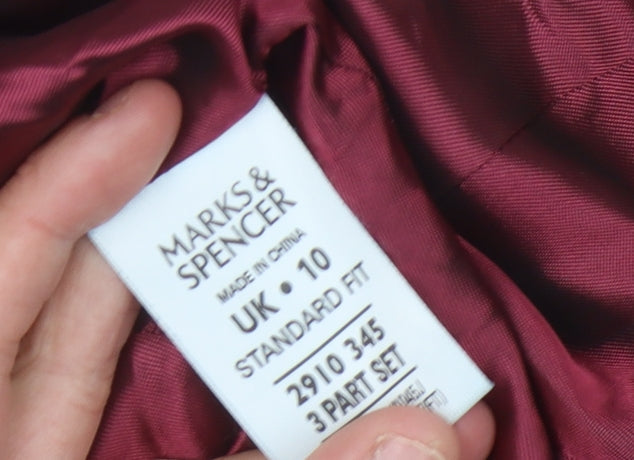 MARKS &
SPENCER
MADE IN CHINA
UK • 10
STANDARD FIT
2910 345
3 PART SET